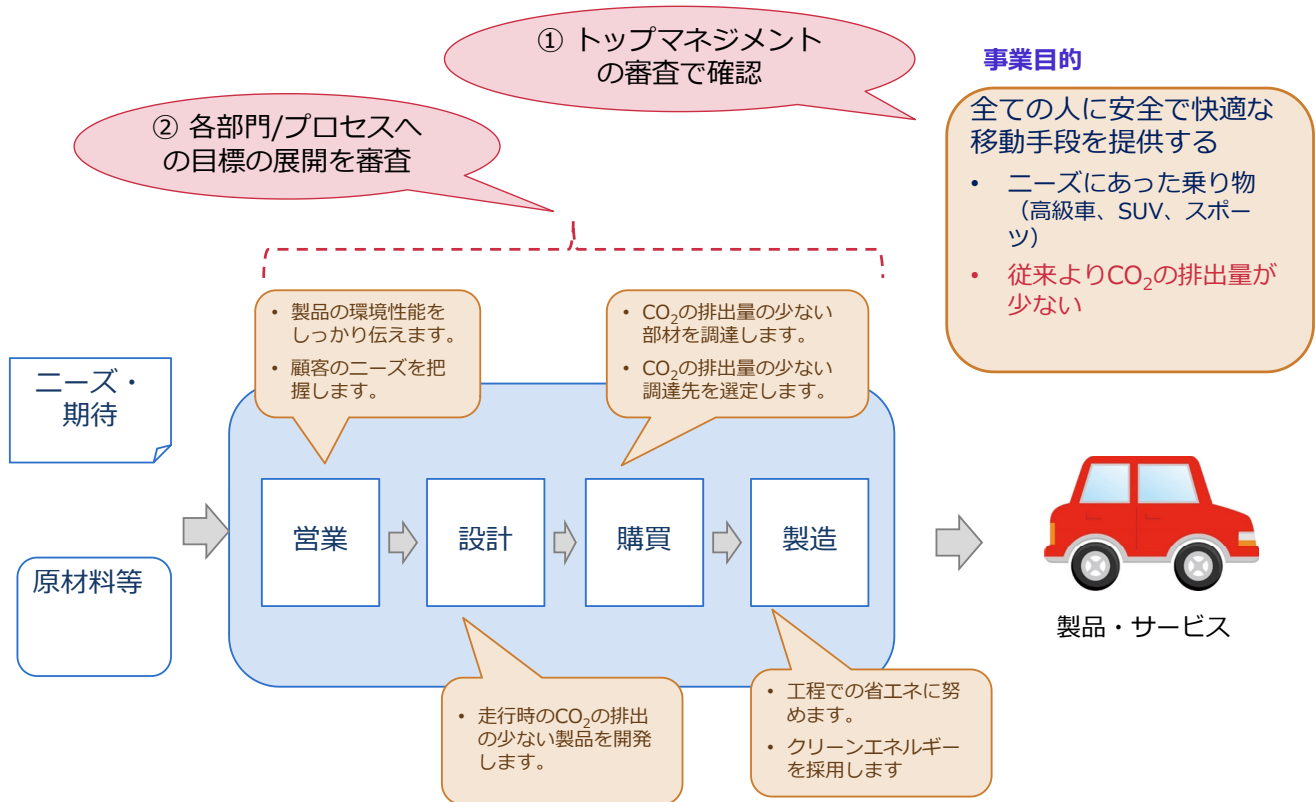 ① トップマネジメント
の審査で確認
事業目的
② 各部門/プロセスへ
の目標の展開を審査
全ての人に安全で快適な
移動手段を提供する
• ニーズにあった乗り物
（高級車、SUV、スポー
ツ）
• 従来よりCO₂の排出量が
少ない
• 製品の環境性能を
しっかり伝えます。
• 顧客のニーズを把
握します。
• CO₂の排出量の少ない
部材を調達します。
• CO₂の排出量の少ない
調達先を選定します。
ニーズ・
期待
原材料等
営業
設計
購買
製造
製品・サービス
• 走行時のCO₂の排出
の少ない製品を開発
します。
• 工程での省エネに努
めます。
• クリーンエネルギー
を採用します